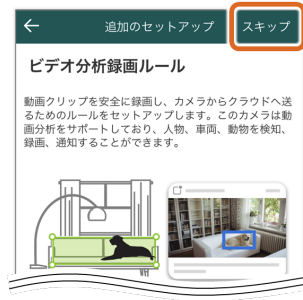 追加のセットアップ
スキップ
ビデオ分析録画ルール
動画クリップを安全に録画し、カメラからクラウドへ送
るためのルールをセットアップします。このカメラは動
画分析をサポートしており、人物、車両、動物を検知、
録画、通知することができます。